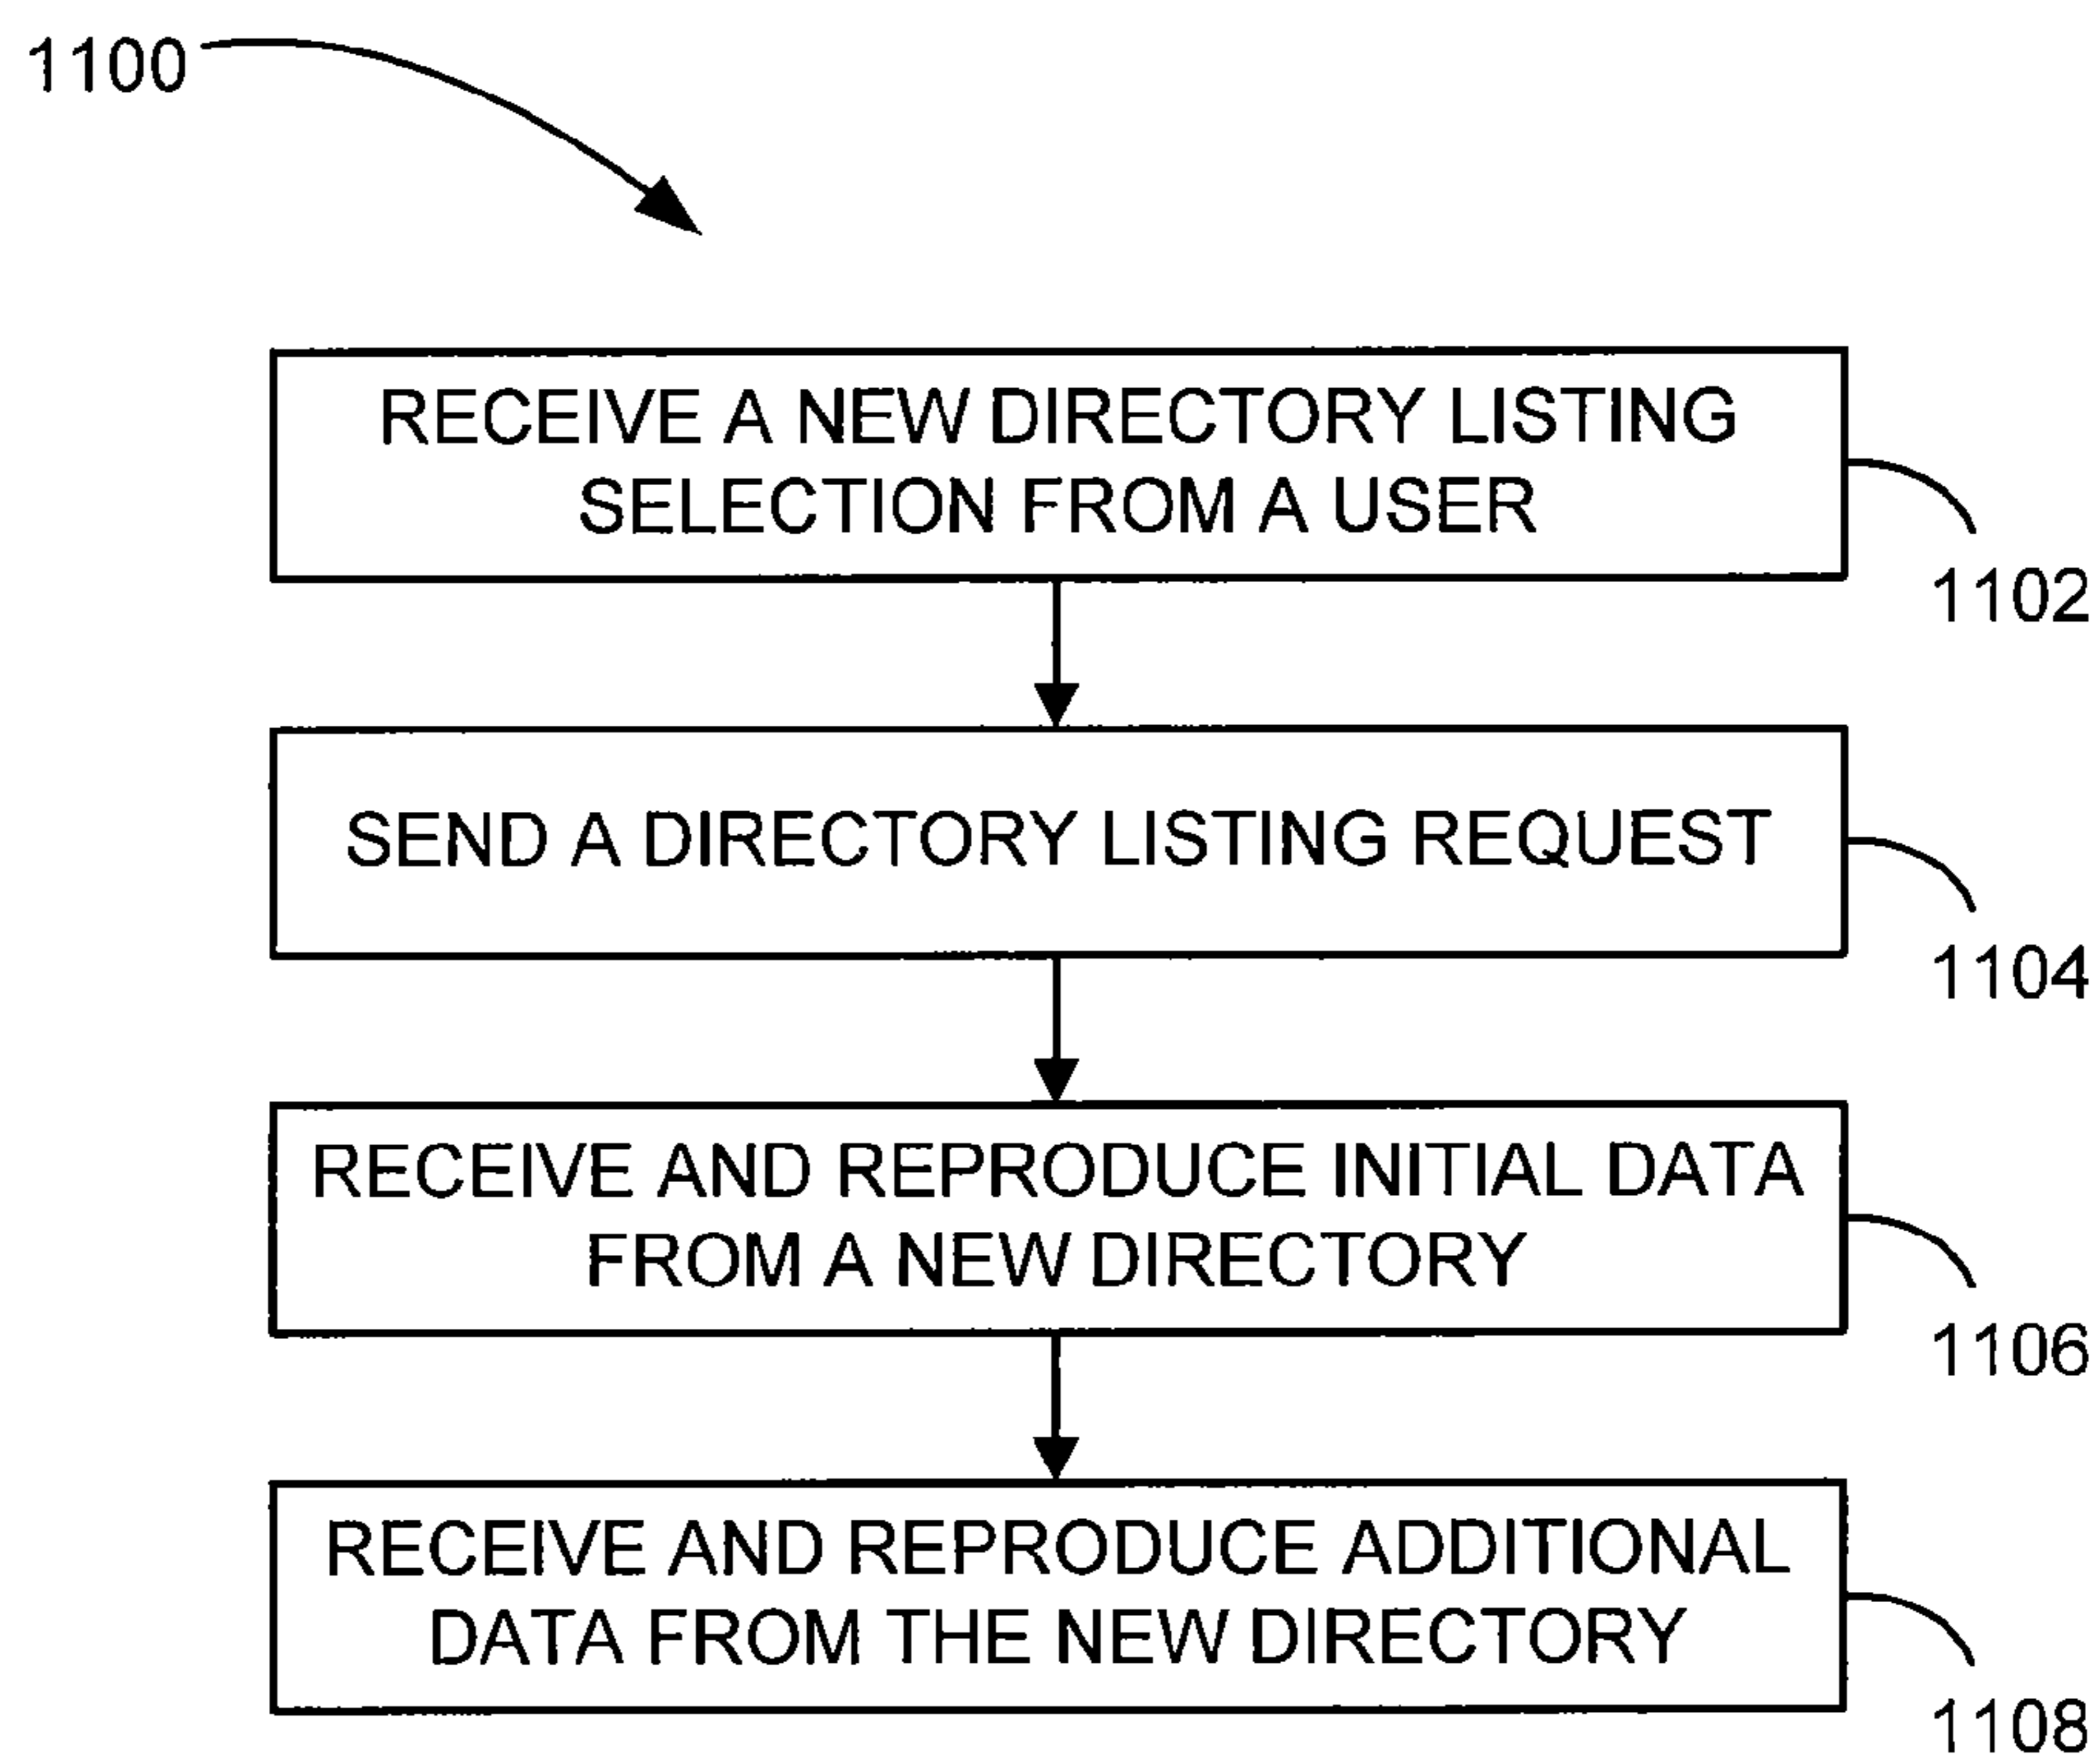 1100
RECEIVE A NEW DIRECTORY LISTING
SELECTION FROM A USER
1102
SEND A DIRECTORY LISTING REQUEST
1104
RECEIVE AND REPRODUCE INITIAL DATA
FROM A NEW DIRECTORY
1106
RECEIVE AND REPRODUCE ADDITIONAL
DATA FROM THE NEW DIRECTORY
1108